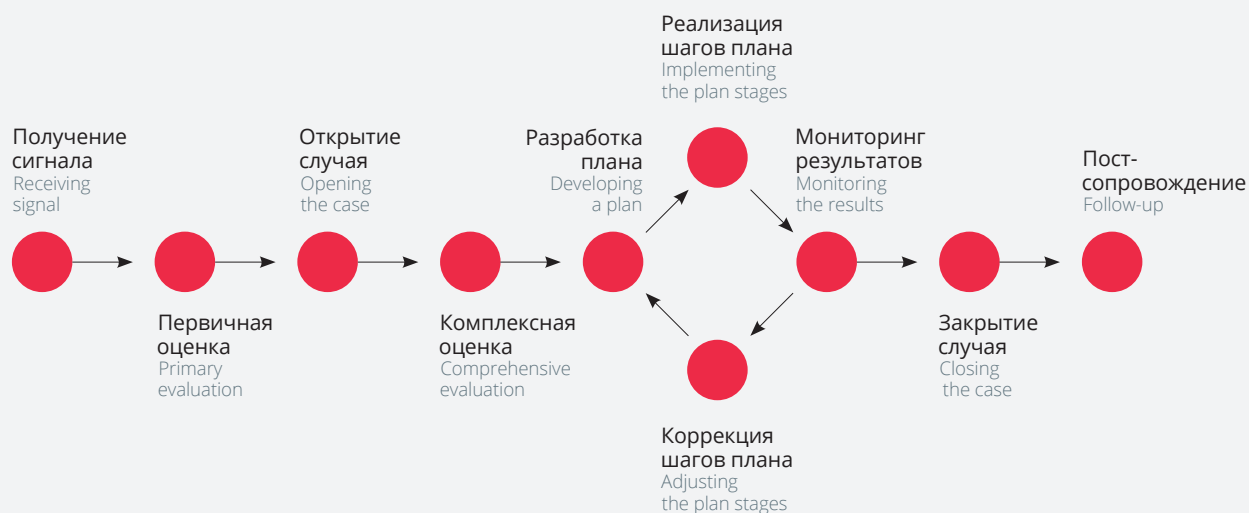 Получение
сигнала
Receiving
signal
Первичная
оценка
Primary
evaluation
Открытие
случая
Opening
the case
Комплексная
оценка
Comprehensive
evaluation
Разработка
плана
Developing
a plan
Реализация
шагов плана
Implementing
the plan stages
Мониторинг
результатов
Monitoring
the results
Коррекция
шагов плана
Adjusting
the plan stages
Закрытие
случая
Closing
the case
Пост-
сопровождение
Follow-up